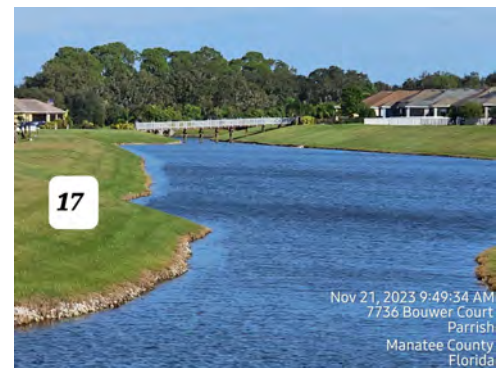 17
Nov 21, 2023 9:49:34 AM
7736 Bouwer Court
Parrish
Manatee County
Florida